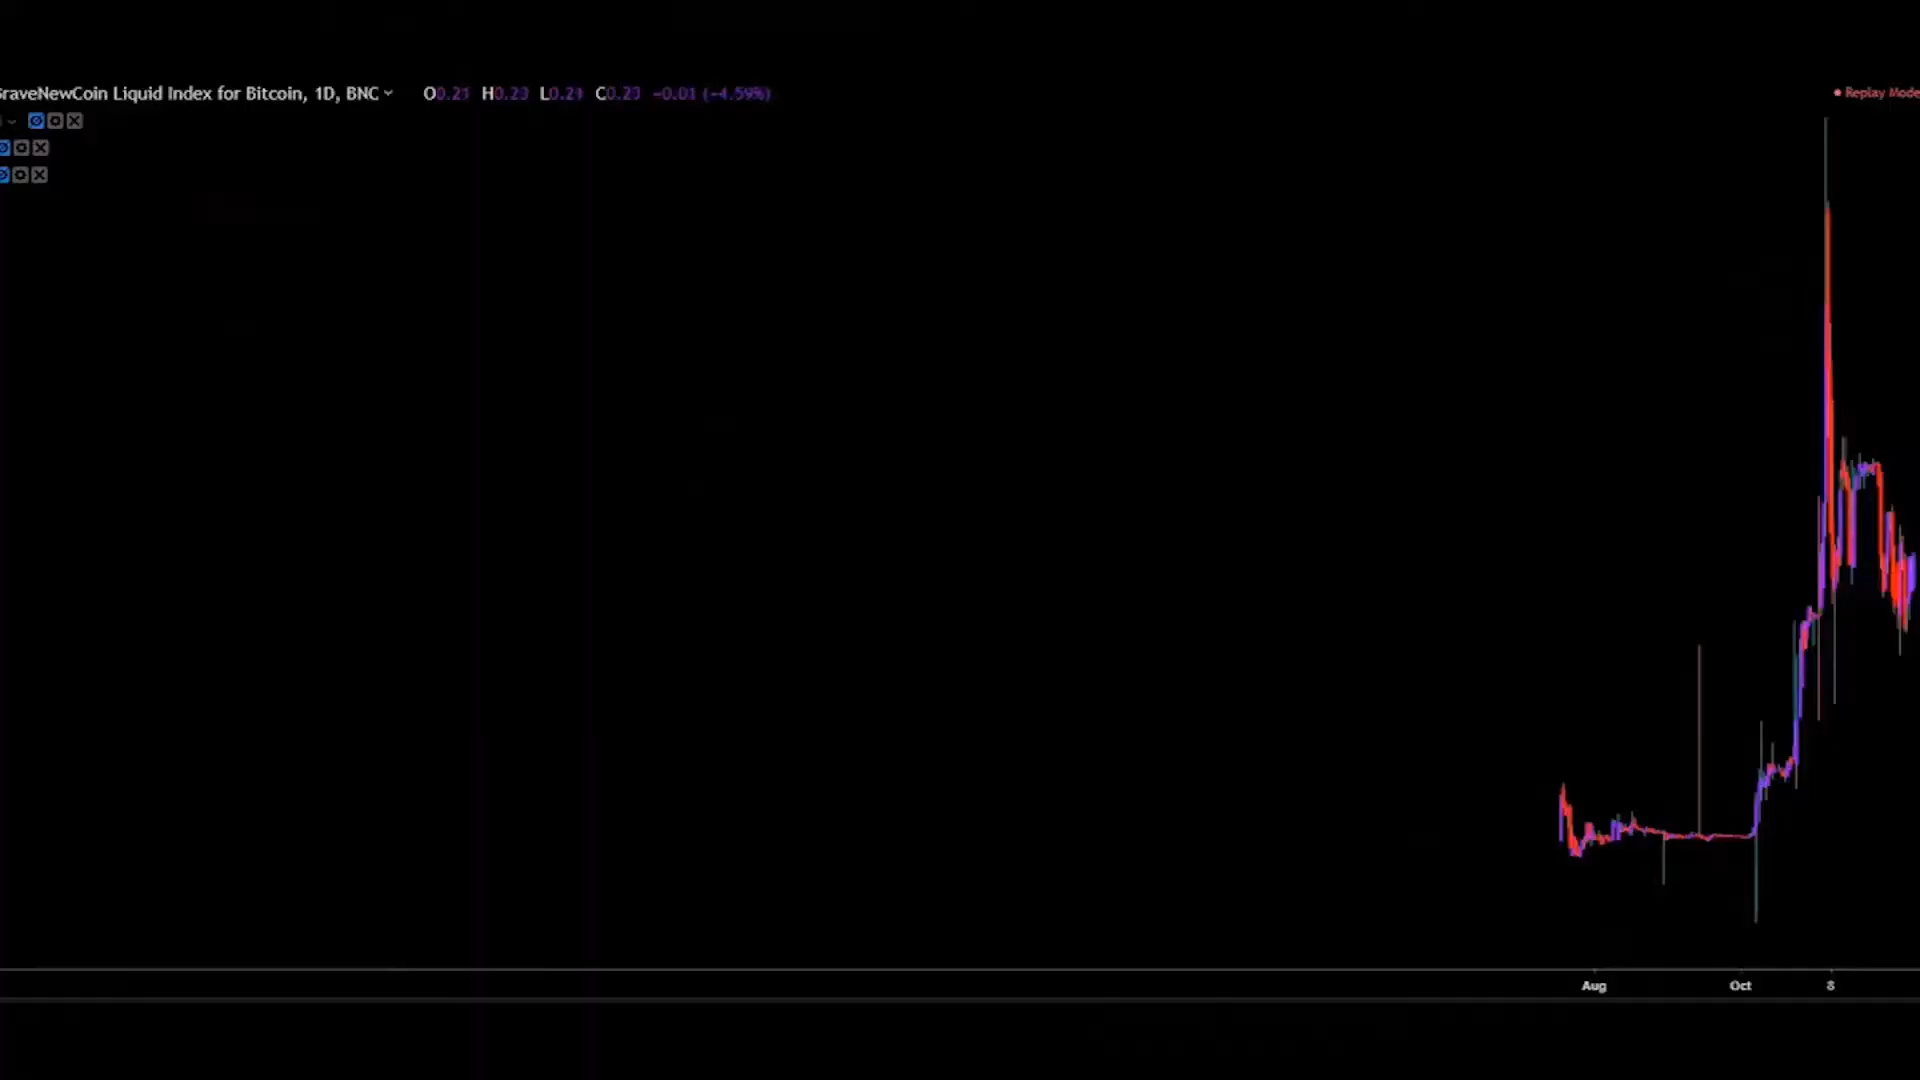 raveNewCoin Liquid Index for Bitcoin, 1D, BNC O0.21 H0.23 L0.21 C0.23 −0.01 (−4.59%)
Replay Mode
Aug Oct 8